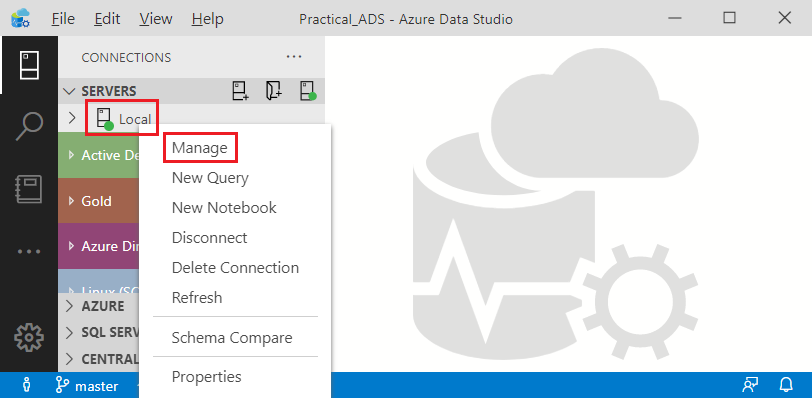 File Edit View Help Practical_ADS - Azure Data Studio
CONNECTIONS
SERVERS
Local
Active De
Manage
New Query
Gold
New Notebook
Azure Dir
Disconnect
Delete Connection
Linux (SC
Refresh
AZURE
SQL SERV
Schema Compare
CENTRAL
Properties
master